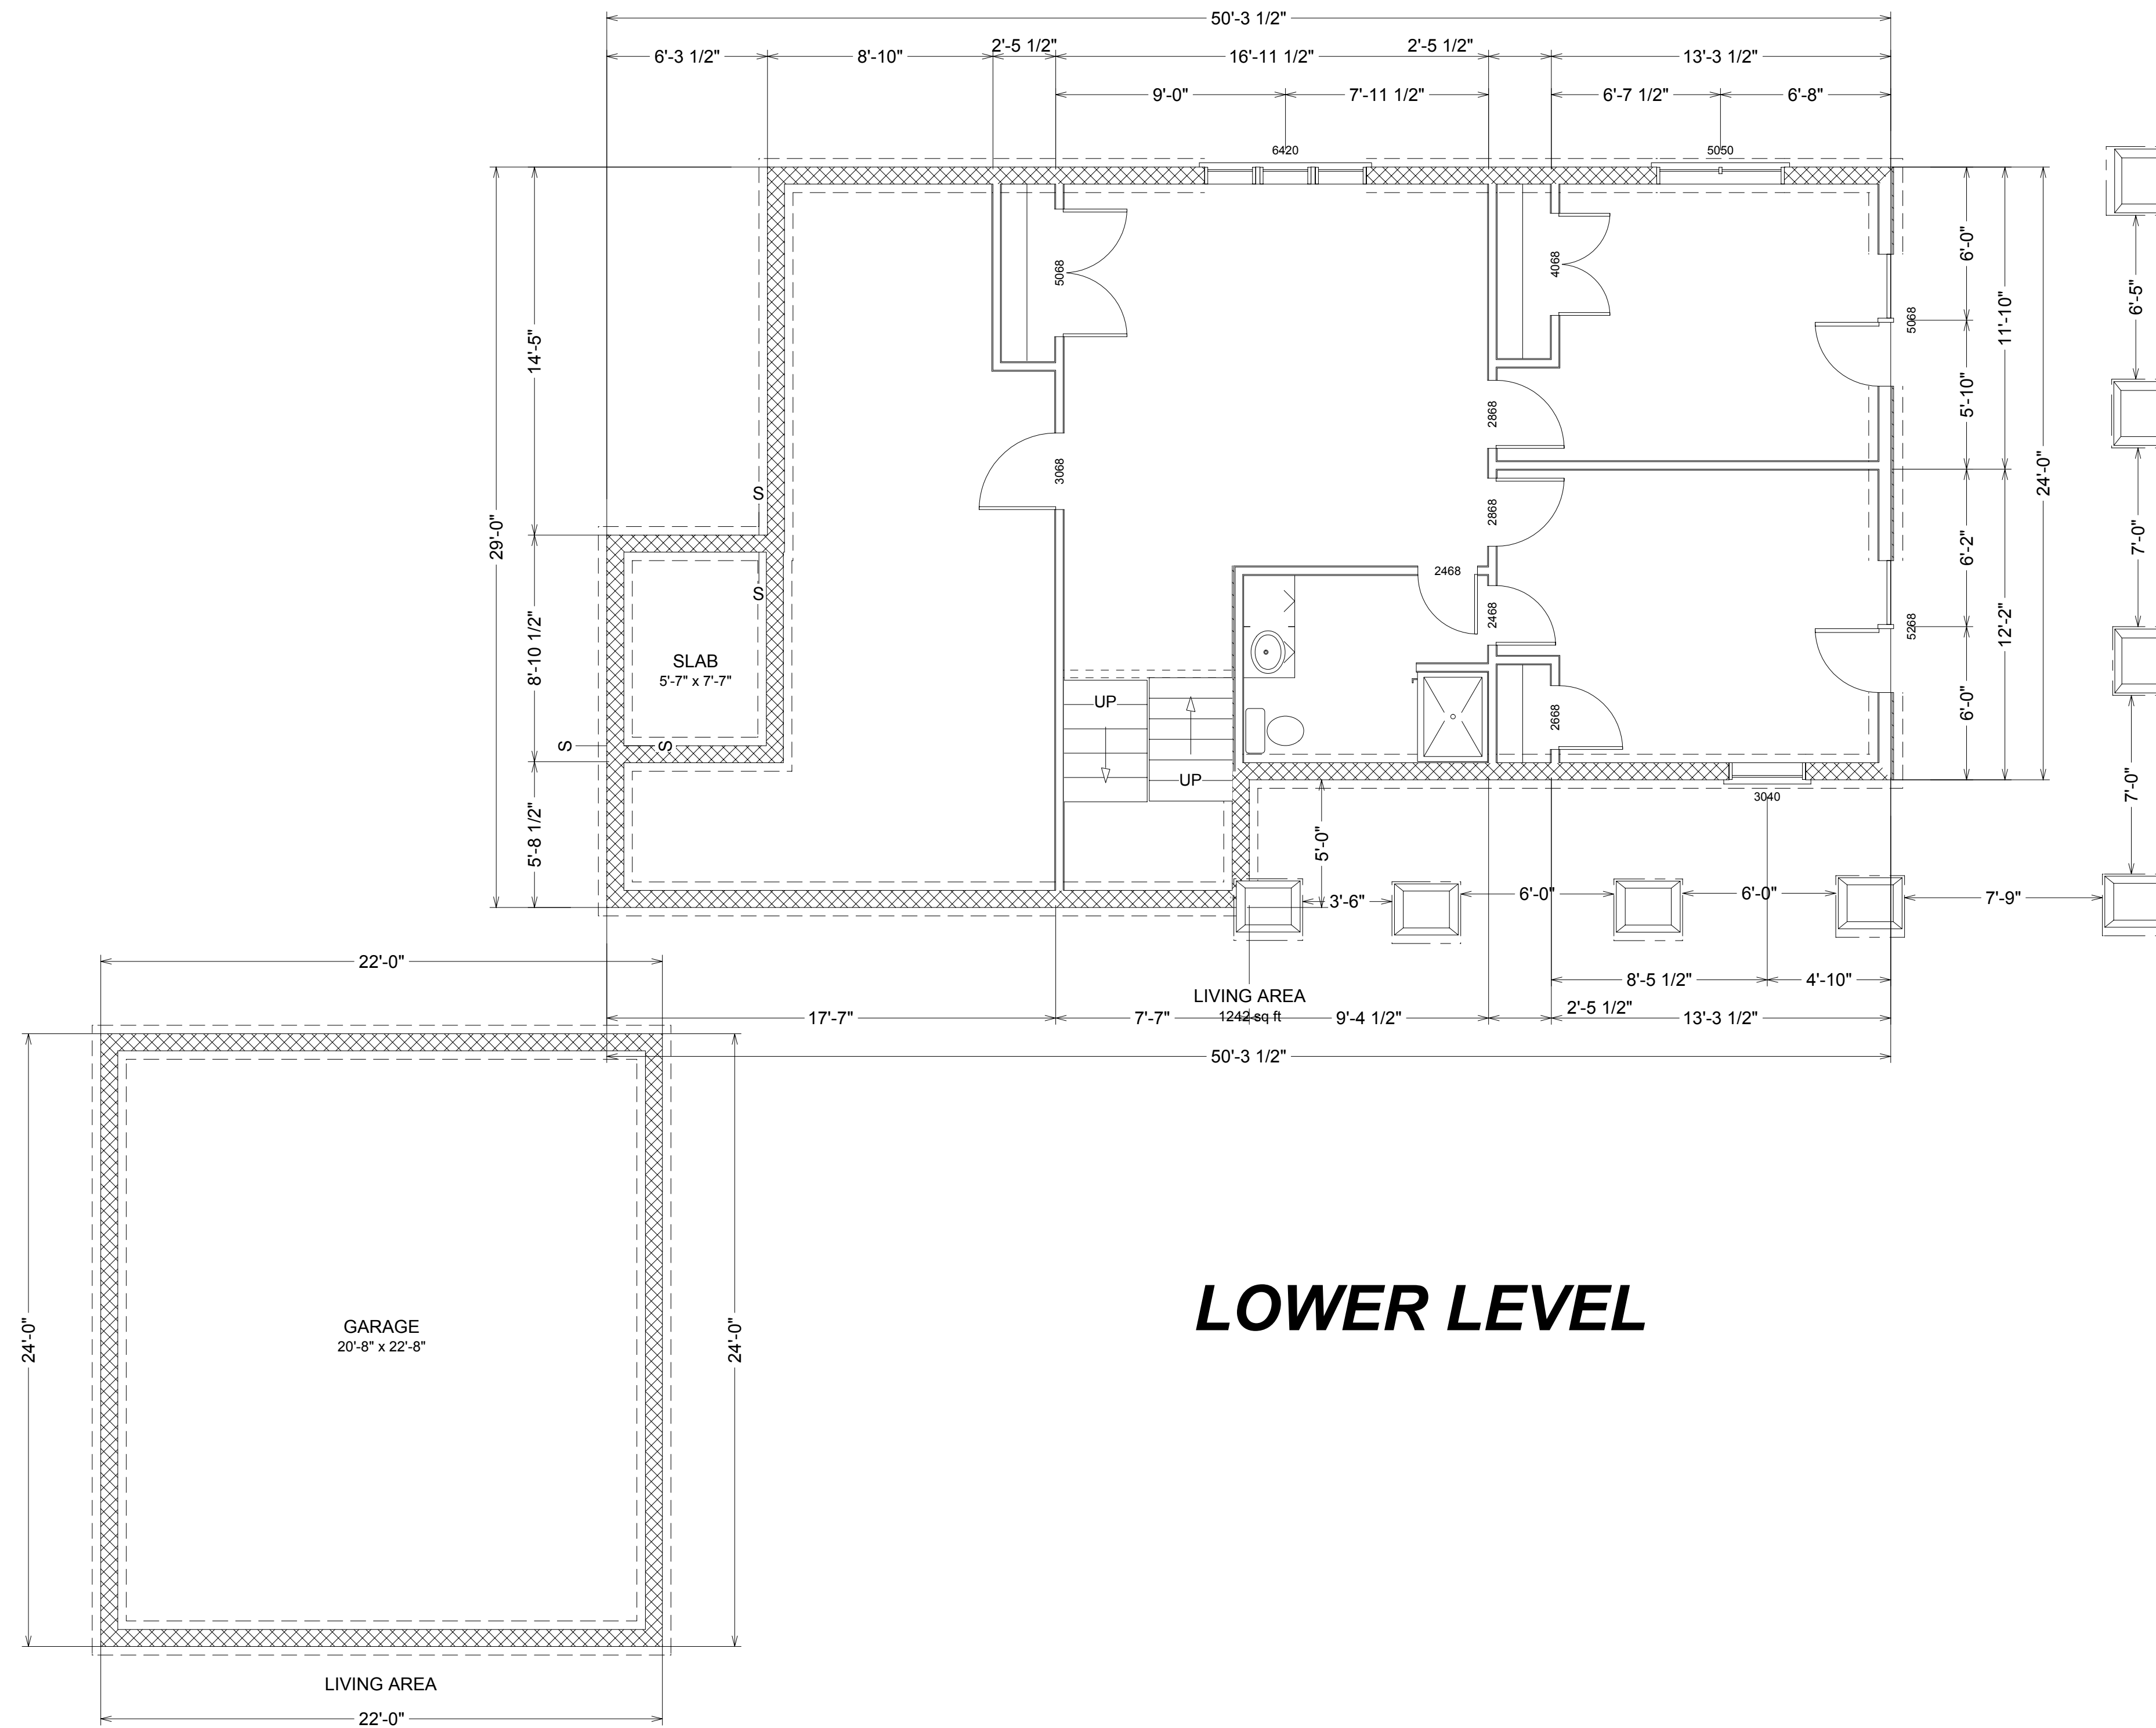 50'-3 1/2"
6'-3 1/2" 8'-10" 2'-5 1/2" 16'-11 1/2" 2'-5 1/2" 13'-3 1/2"
9'-0" 7'-11 1/2" 6'-7 1/2" 6'-8"
6420 5050
5068 4068
6'-0"
11'-10"
5068
6'-5"
14'-5"
5'-10"
2868
3068
S
29'-0"
24'-0"
2868
7'-0"
6'-2"
2468
S
2468
5268
12'-2"
8'-10 1/2"
SLAB
5'-7" x 7'-7"
UP
2668
6'-0"
S S
UP
3040
7'-0"
5'-8 1/2"
5'-0"
3'-6" 6'-0" 6'-0" 7'-9"
22'-0"
8'-5 1/2" 4'-10"
LIVING AREA
1242 sq ft
2'-5 1/2"
17'-7" 7'-7" 9'-4 1/2" 13'-3 1/2"
50'-3 1/2"
LOWER LEVEL
24'-0"
GARAGE
20'-8" x 22'-8"
24'-0"
LIVING AREA
22'-0"